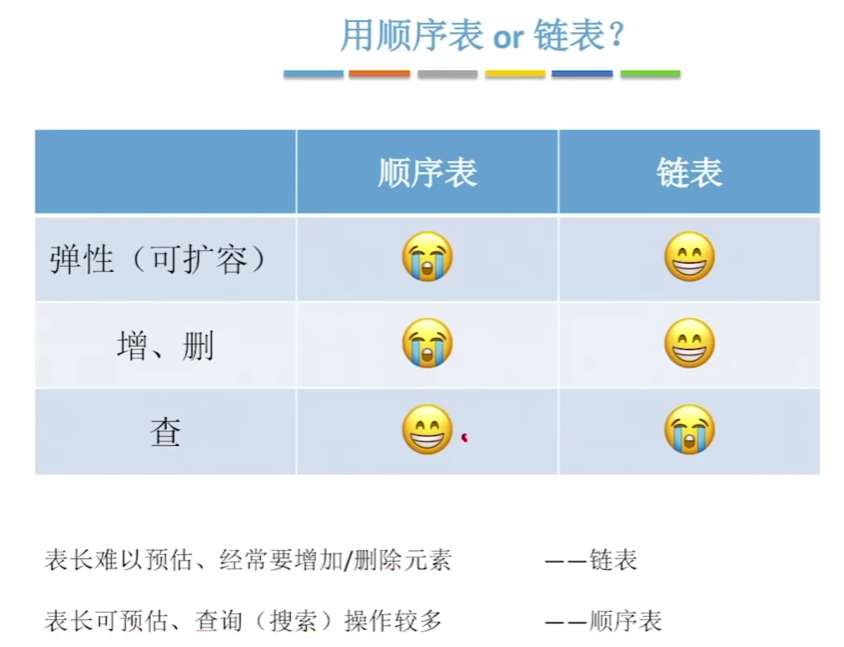 用顺序表 or 链表？
顺序表 链表
弹性（可扩容） 😭 😁
增、删 😭 😁
查 😁 😭
表长难以预估、经常要增加/删除元素 ——链表
表长可预估、查询（搜索）操作较多 ——顺序表